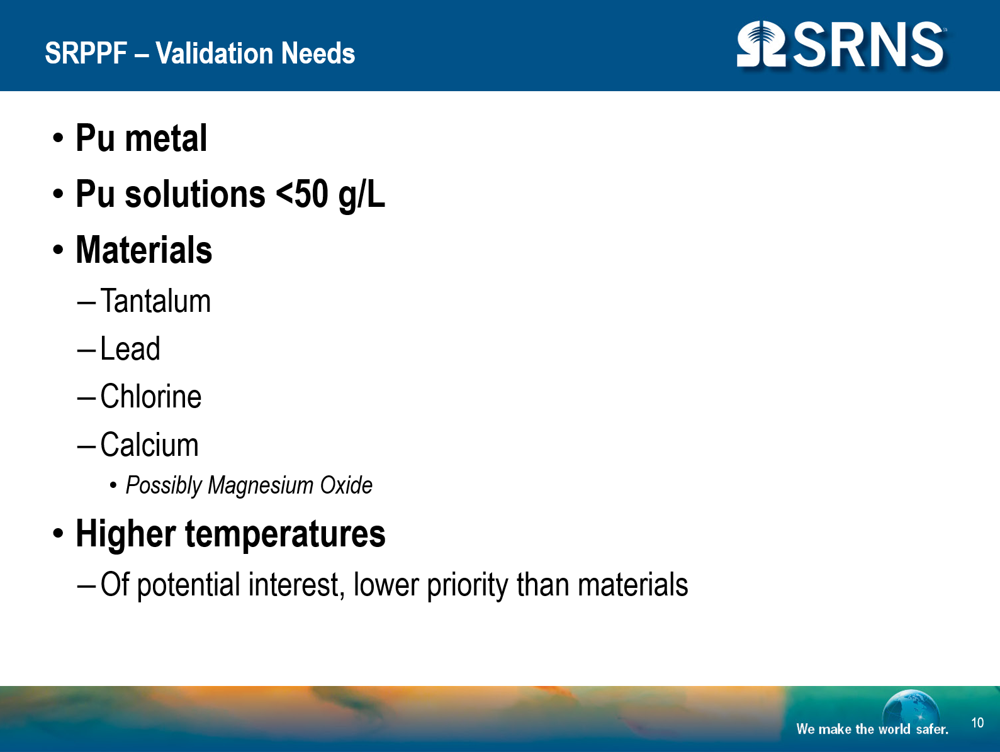 SRPPF – Validation Needs
SRNS
• Pu metal
• Pu solutions <50 g/L
• Materials
– Tantalum
– Lead
– Chlorine
– Calcium
• Possibly Magnesium Oxide
• Higher temperatures
– Of potential interest, lower priority than materials
We make the world safer.
10